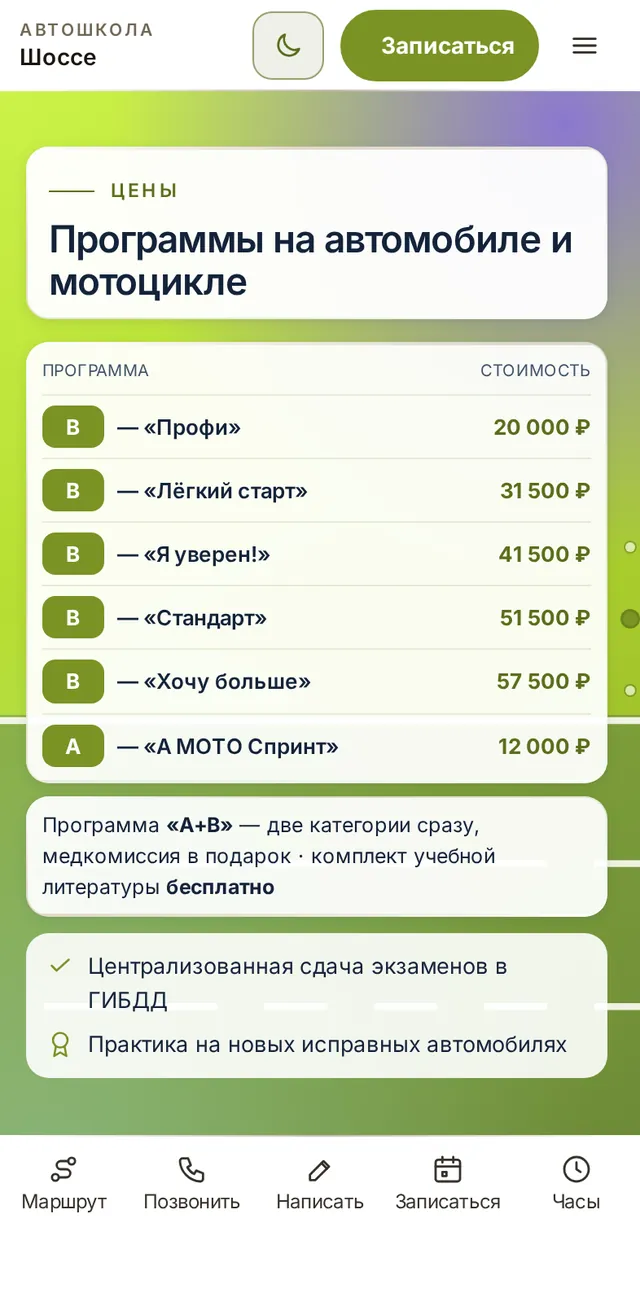 АВТОШКОЛА
Шоссе
Записаться
ЦЕНЫ
Программы на автомобиле и
мотоцикле
ПРОГРАММА СТОИМОСТЬ
B — «Профи» 20 000 ₽
B — «Лёгкий старт» 31 500 ₽
B — «Я уверен!» 41 500 ₽
B — «Стандарт» 51 500 ₽
B — «Хочу больше» 57 500 ₽
A — «А МОТО Спринт» 12 000 ₽
Программа «А+В» — две категории сразу,
медкомиссия в подарок · комплект учебной
литературы бесплатно
Централизованная сдача экзаменов в
ГИБДД
Практика на новых исправных автомобилях
Маршрут Позвонить Написать Записаться Часы